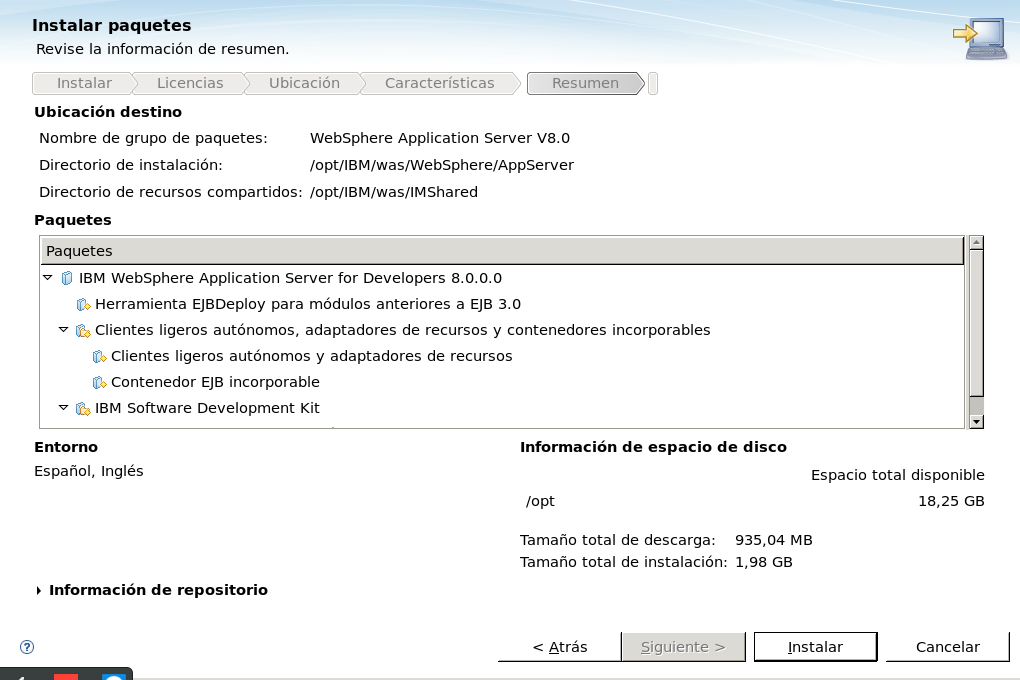 Instalar paquetes
Revise la información de resumen.
Instalar Licencias Ubicación Características Resumen
Ubicación destino
Nombre de grupo de paquetes: WebSphere Application Server V8.0
Directorio de instalación: /opt/IBM/was/WebSphere/AppServer
Directorio de recursos compartidos: /opt/IBM/was/IMShared
Paquetes
Paquetes
IBM WebSphere Application Server for Developers 8.0.0.0
Herramienta EJBDeploy para módulos anteriores a EJB 3.0
Clientes ligeros autónomos, adaptadores de recursos y contenedores incorporables
Clientes ligeros autónomos y adaptadores de recursos
Contenedor EJB incorporable
IBM Software Development Kit
Entorno
Español, Inglés
Información de espacio de disco
Espacio total disponible
/opt 18,25 GB
Tamaño total de descarga: 935,04 MB
Tamaño total de instalación: 1,98 GB
Información de repositorio
? < Atrás Siguiente > Instalar Cancelar